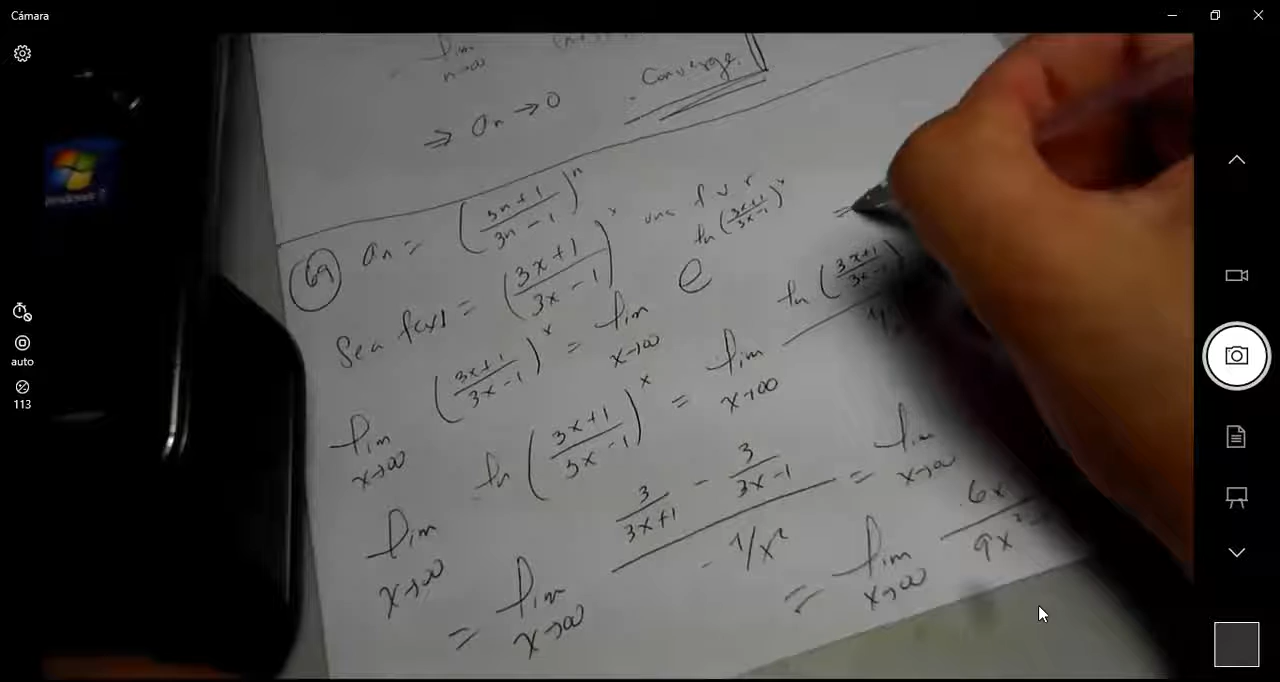 Cámara
lim
n→∞
⇒ an → 0
Converge.
69 an = ((3n+1)/(3n-1))^n
Sea f(x) = ((3x+1)/(3x-1))^x una f v r
lim x→∞ ((3x+1)/(3x-1))^x = lim x→∞ e^(ln((3x+1)/(3x-1))^x) =
lim x→∞ ln((3x+1)/(3x-1))^x = lim x→∞ ln((3x+1)/(3x-1))
= lim x→∞ (3/(3x+1) - 3/(3x-1))/(-1/x²) = lim x→∞
= lim x→∞ 6x / 9x²
auto
113